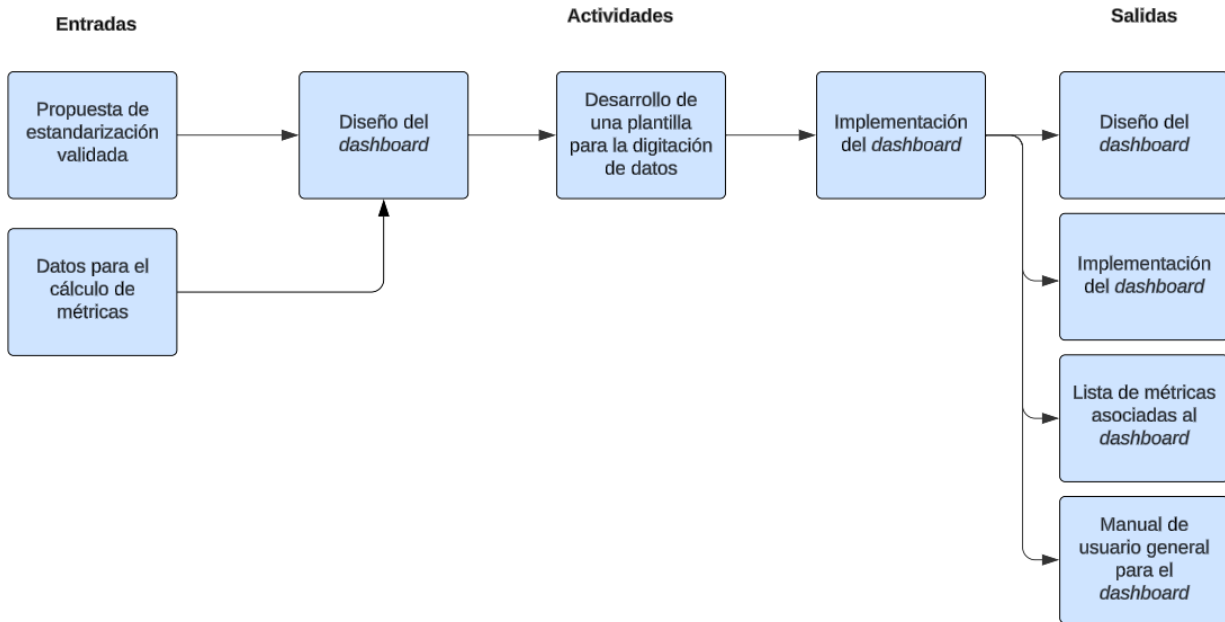 Entradas
Actividades
Salidas
Propuesta de
estandarización
validada
Diseño del
dashboard
Desarrollo de
una plantilla
para la digitación
de datos
Implementación
del dashboard
Diseño del
dashboard
Datos para el
cálculo de
métricas
Implementación
del dashboard
Lista de métricas
asociadas al
dashboard
Manual de
usuario general
para el
dashboard